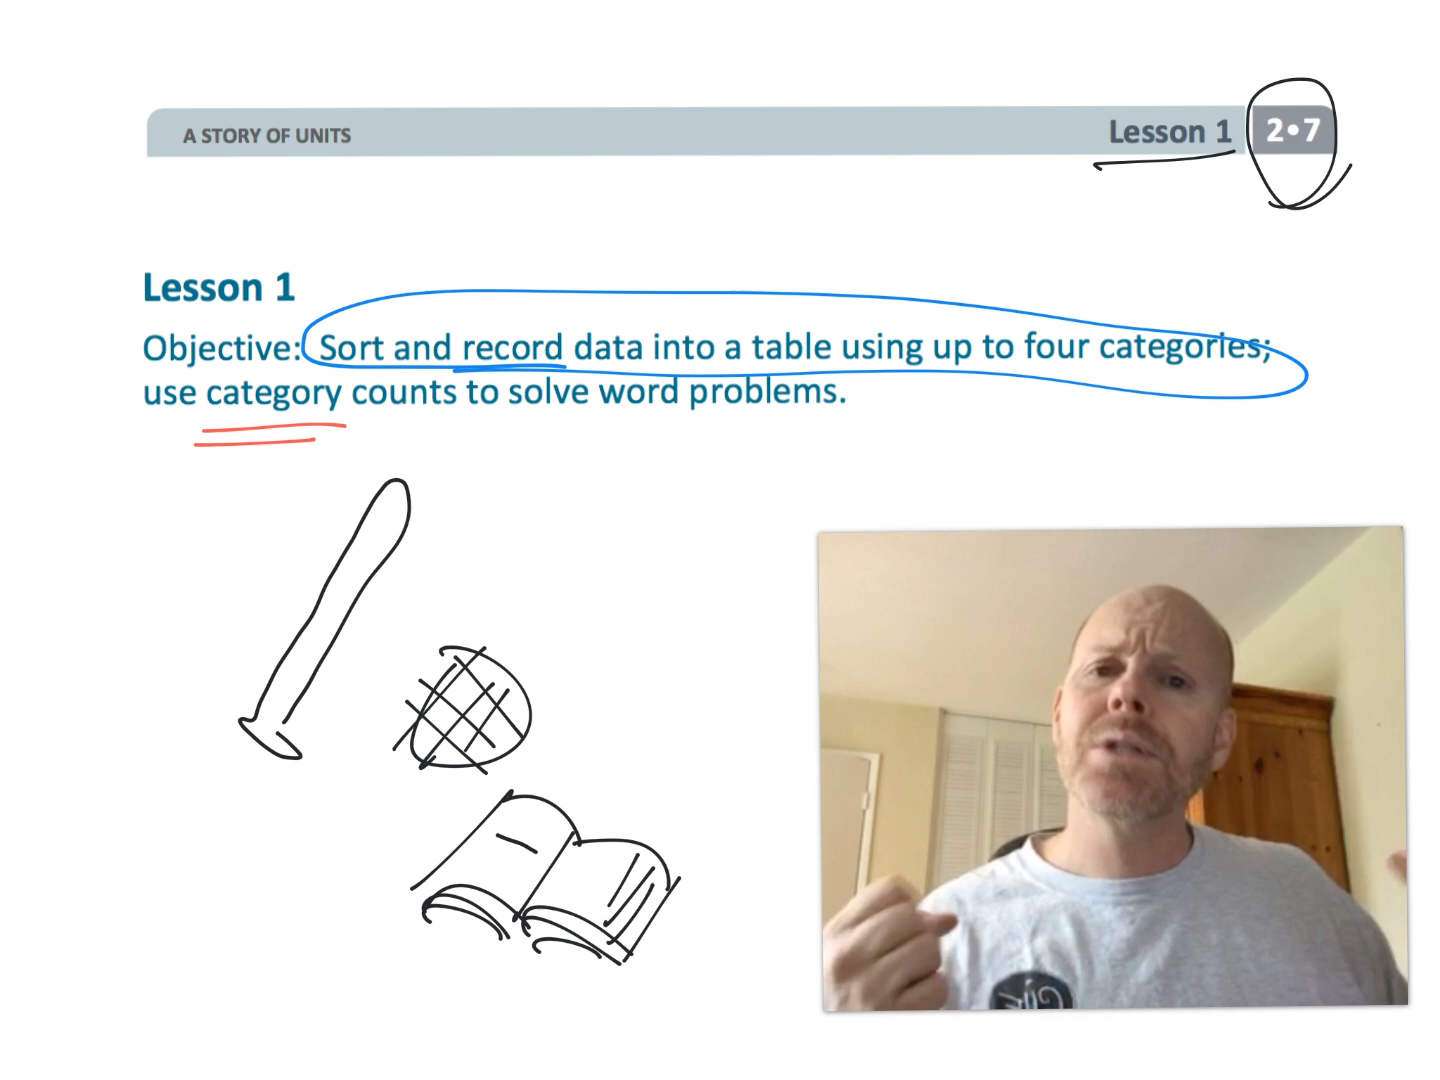 A STORY OF UNITS
Lesson 1 2•7
Lesson 1
Objective: Sort and record data into a table using up to four categories;
use category counts to solve word problems.